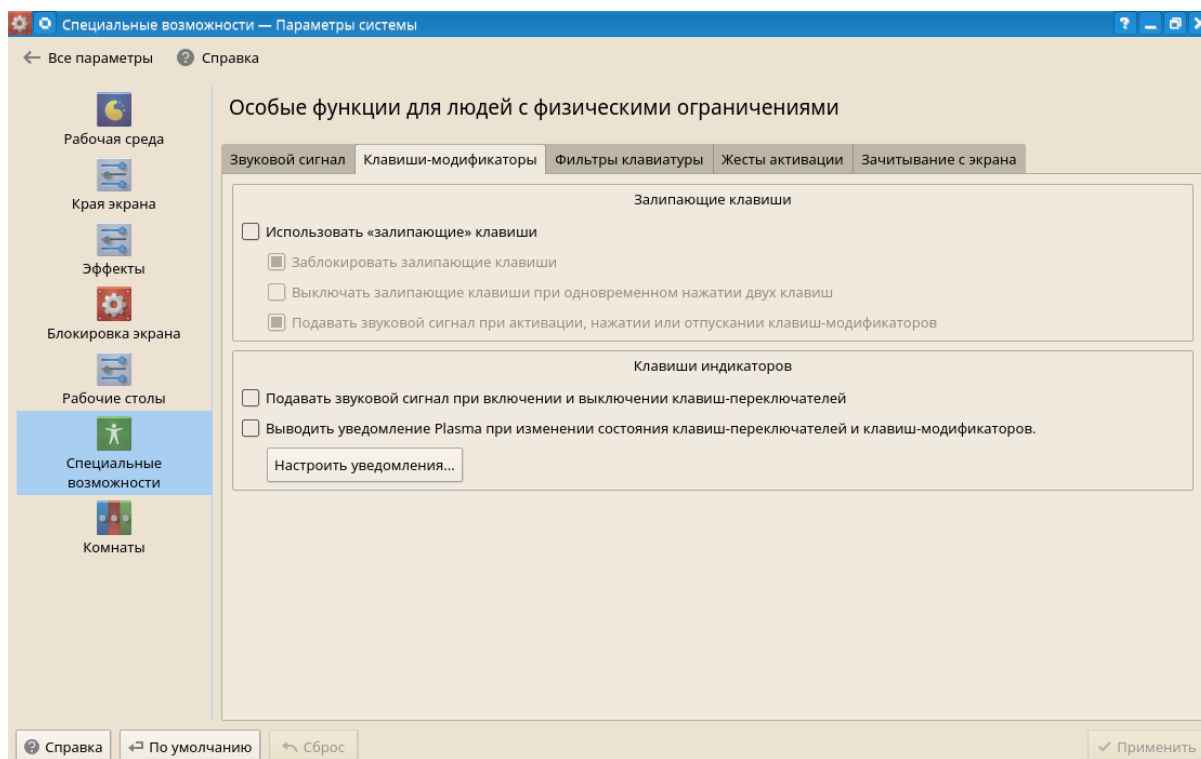 Специальные возможности — Параметры системы
Все параметры
Справка
Рабочая среда
Края экрана
Эффекты
Блокировка экрана
Рабочие столы
Специальные
возможности
Комнаты
Особые функции для людей с физическими ограничениями
Звуковой сигнал
Клавиши-модификаторы
Фильтры клавиатуры
Жесты активации
Зачитывание с экрана
Залипающие клавиши
Использовать «залипающие» клавиши
Заблокировать залипающие клавиши
Выключать залипающие клавиши при одновременном нажатии двух клавиш
Подавать звуковой сигнал при активации, нажатии или отпускании клавиш-модификаторов
Клавиши индикаторов
Подавать звуковой сигнал при включении и выключении клавиш-переключателей
Выводить уведомление Plasma при изменении состояния клавиш-переключателей и клавиш-модификаторов.
Настроить уведомления...
Справка
По умолчанию
Сброс
Применить